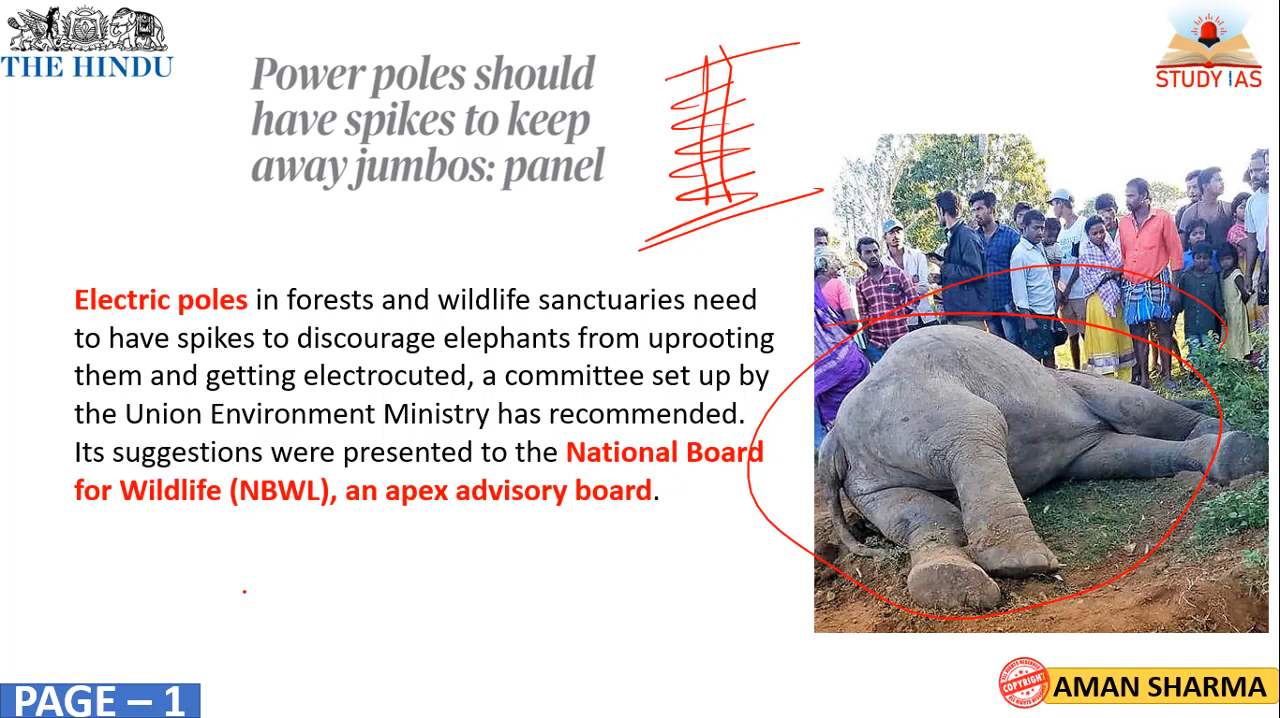 THE HINDU
Power poles should
have spikes to keep
away jumbos: panel
STUDY IAS
Electric poles in forests and wildlife sanctuaries need
to have spikes to discourage elephants from uprooting
them and getting electrocuted, a committee set up by
the Union Environment Ministry has recommended.
Its suggestions were presented to the National Board
for Wildlife (NBWL), an apex advisory board.
PAGE – 1
COPYRIGHT
AMAN SHARMA